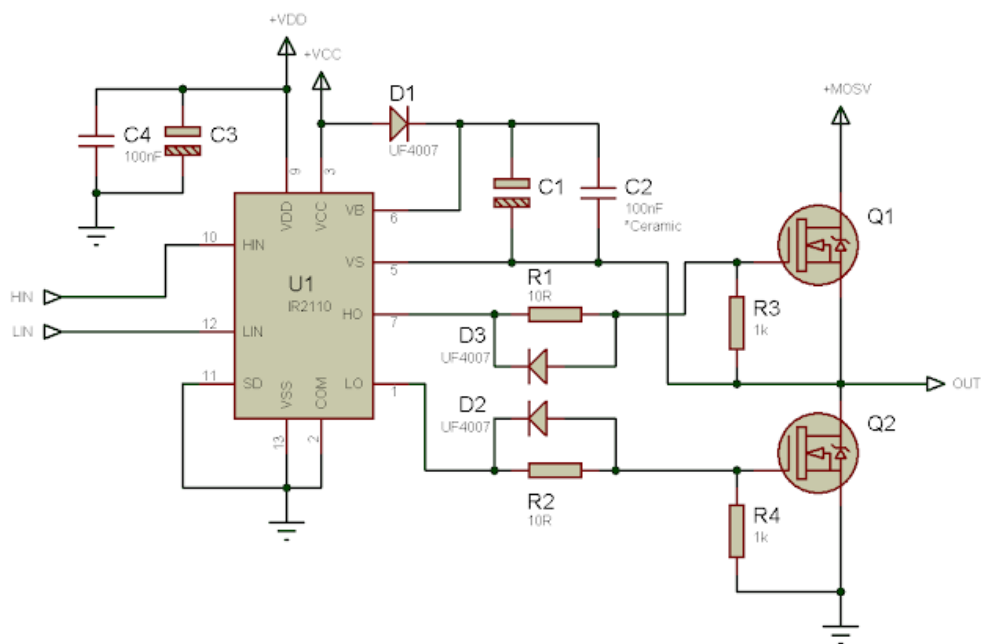 +VDD
+VCC
+MOSV
D1
UF4007
C4
100nF
C3
C1
C2
100nF
*Ceramic
9
3
VDD
VCC
VB
6
Q1
10
HIN
VS
5
U1
IR2110
R1
10R
HIN
R3
1k
HO
7
LIN
12
LIN
D3
UF4007
11
SD
VSS
COM
LO
1
OUT
D2
UF4007
Q2
13
2
R2
10R
R4
1k